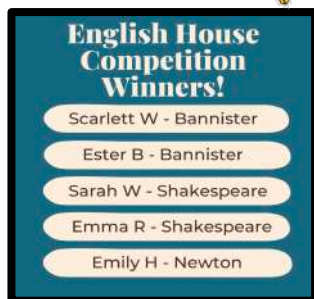 English House
Competition
Winners!
Scarlett W - Bannister
Ester B - Bannister
Sarah W - Shakespeare
Emma R - Shakespeare
Emily H - Newton